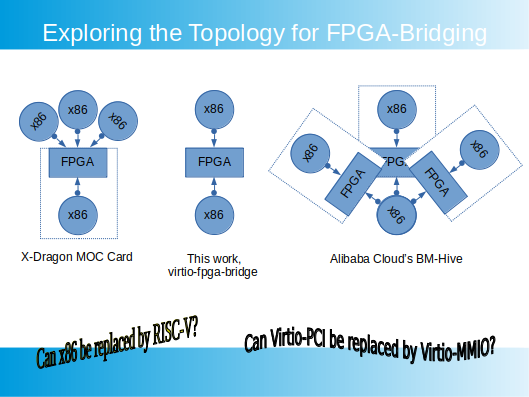 Exploring the Topology for FPGA-Bridging
x86
x86
x86
FPGA
x86
X-Dragon MOC Card
x86
FPGA
x86
This work,
virtio-fpga-bridge
x86
x86
x86
FPGA
FPG
FPGA
x86
Alibaba Cloud's BM-Hive
Can x86 be replaced by RISC-V?
Can Virtio-PCI be replaced by Virtio-MMIO?